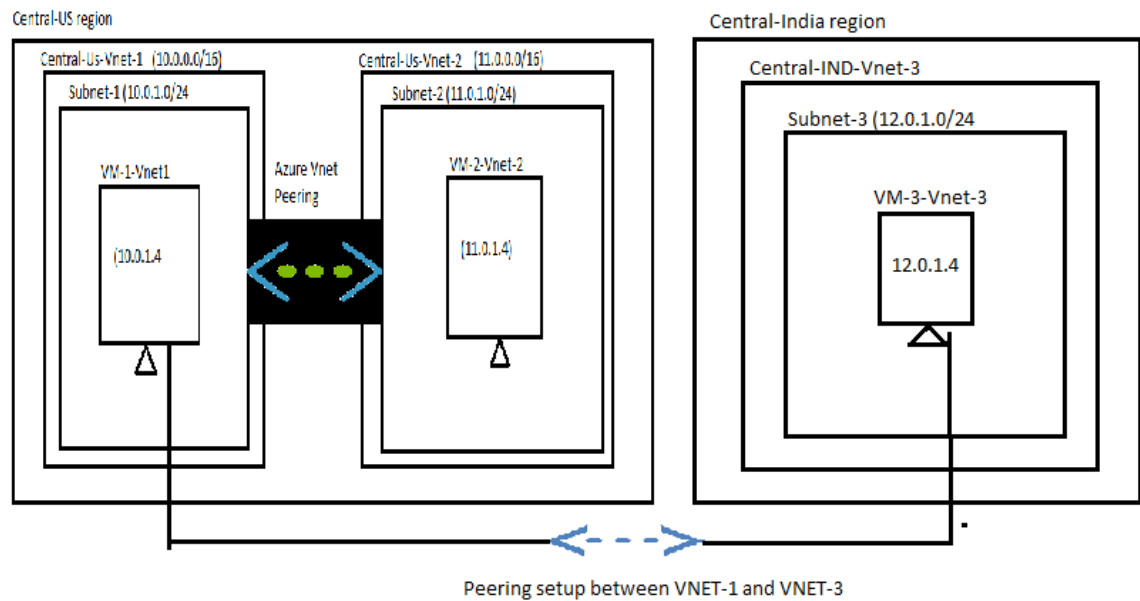 Central-US region
Central-Us-Vnet-1 (10.0.0.0/16)
Central-Us-Vnet-2 (11.0.0.0/16)
Subnet-1 (10.0.1.0/24
Subnet-2 (11.0.1.0/24)
VM-1-Vnet1
Azure Vnet
Peering
VM-2-Vnet-2
(10.0.1.4
(11.0.1.4)
Central-India region
Central-IND-Vnet-3
Subnet-3 (12.0.1.0/24
VM-3-Vnet-3
12.0.1.4
Peering setup between VNET-1 and VNET-3